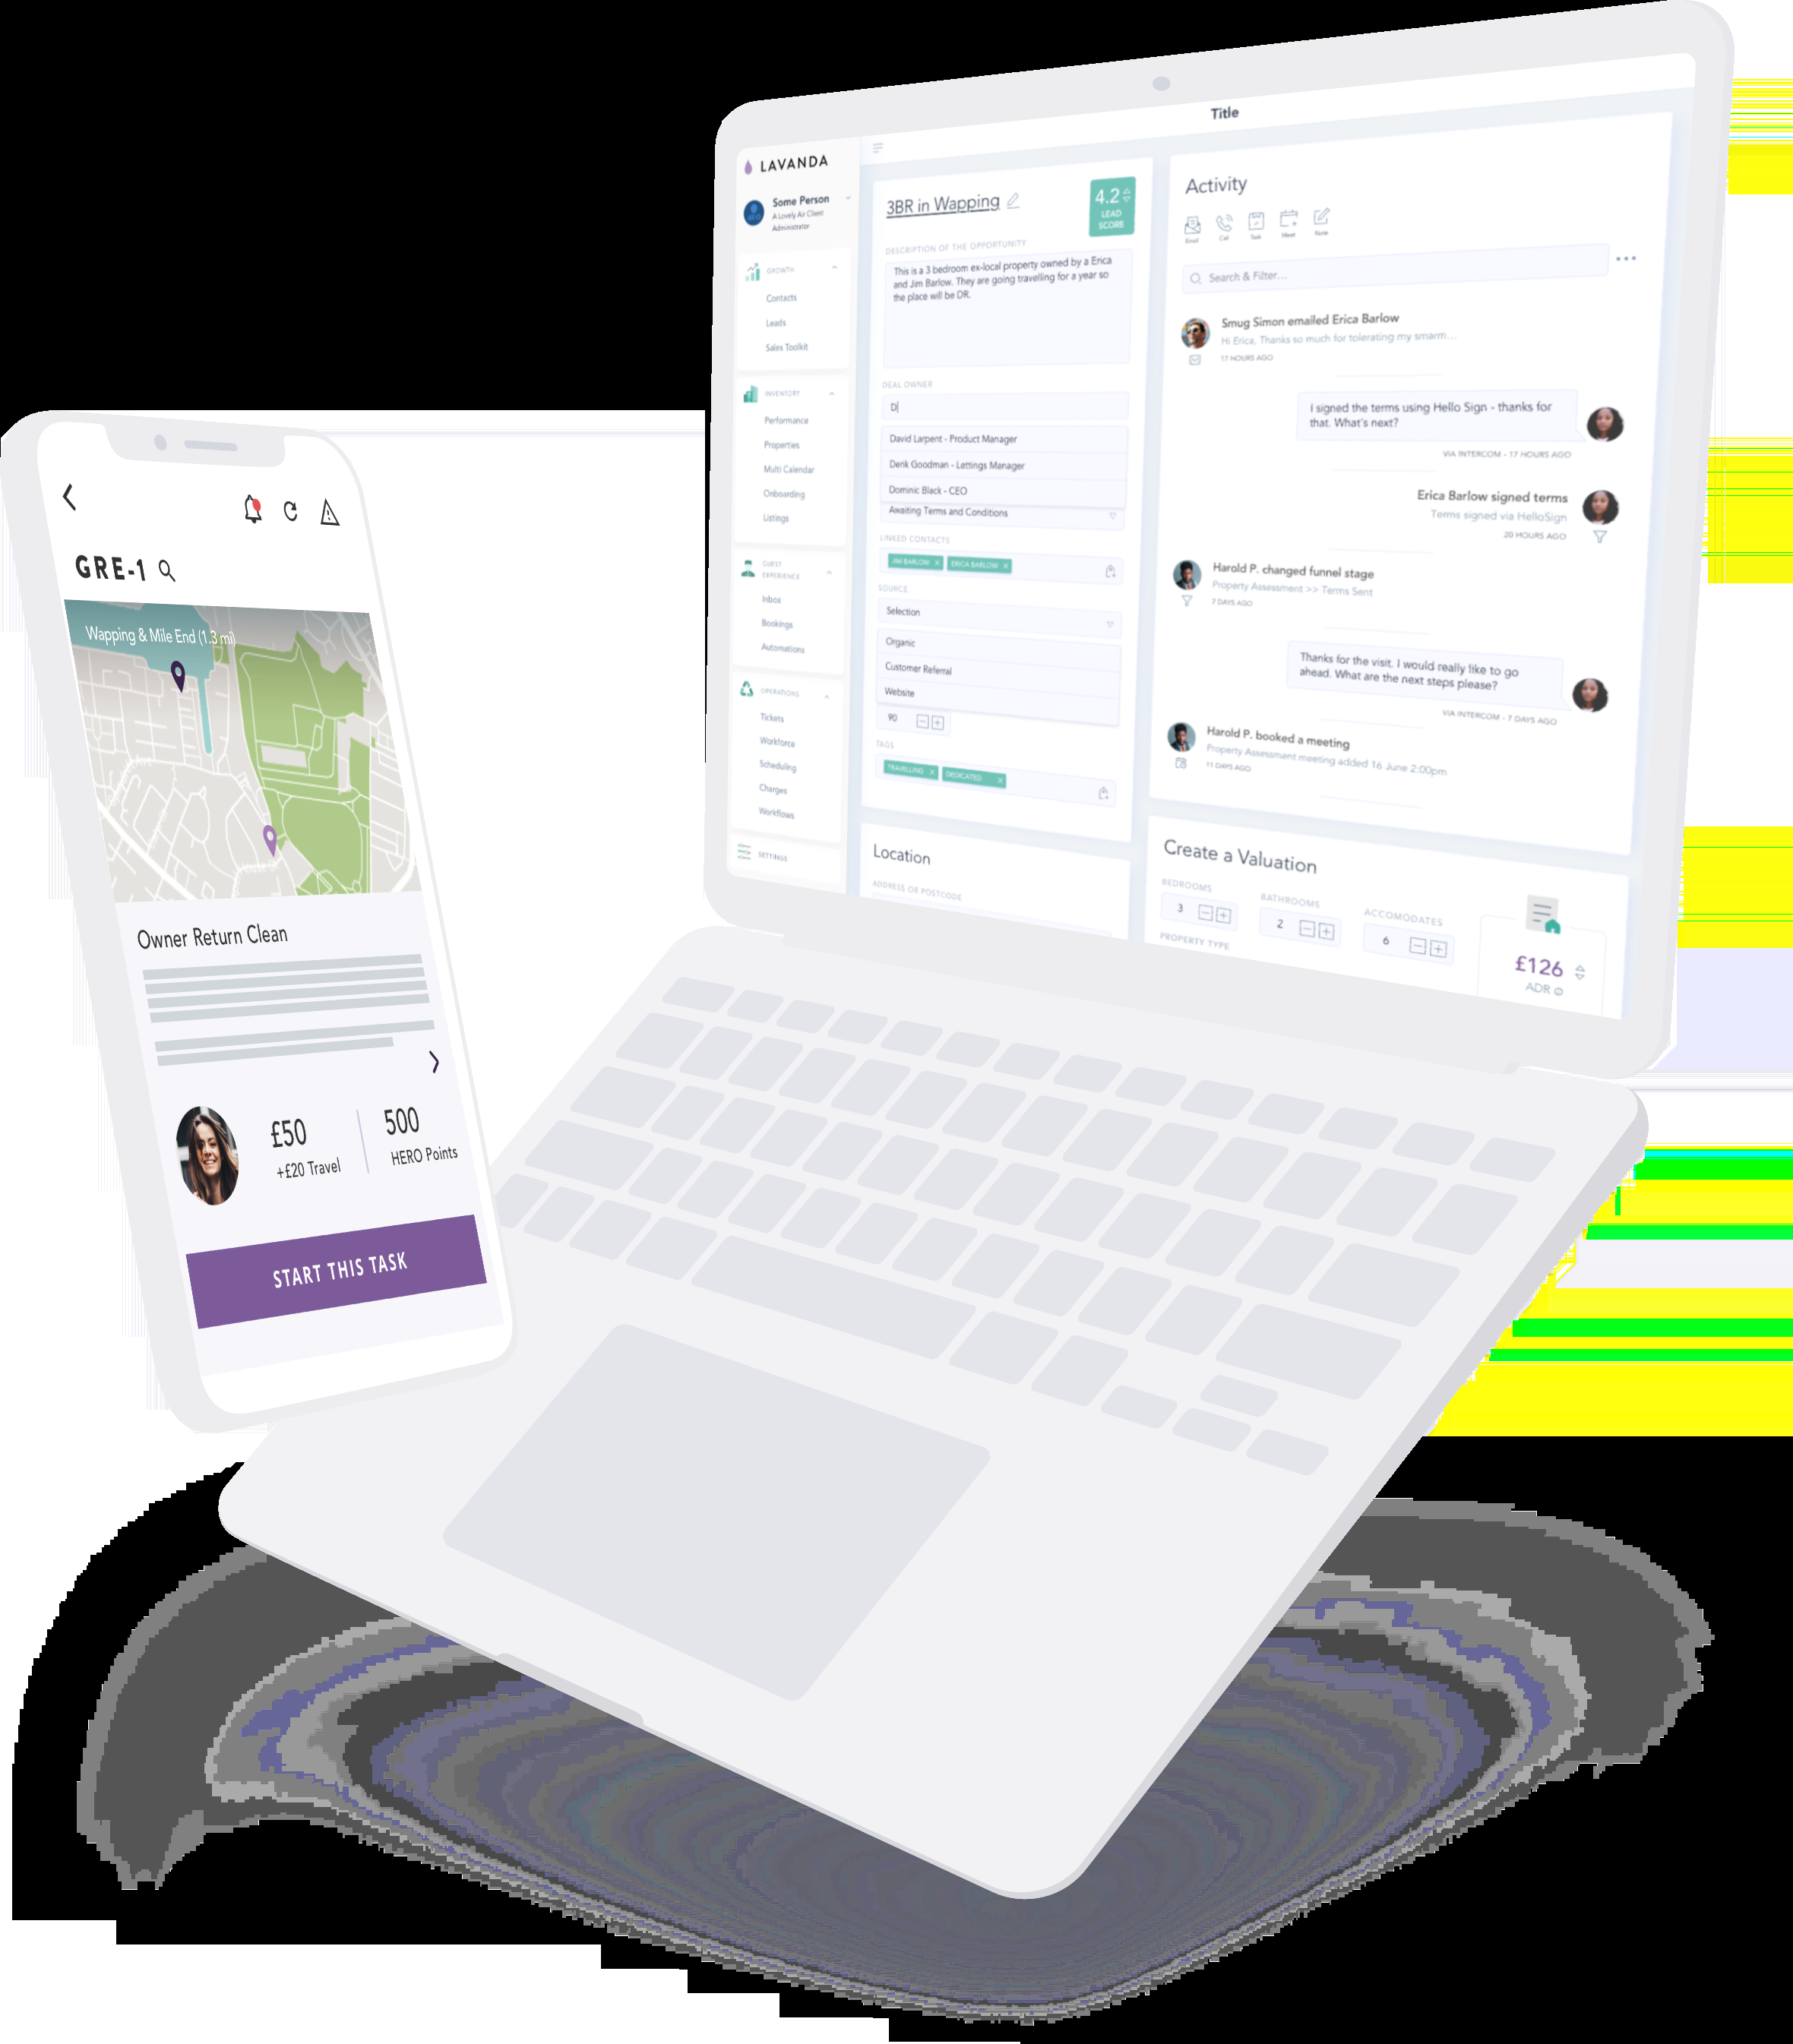 GRE-1
Wapping & Mile End (1.3 mi)
Owner Return Clean
£50
+£20 Travel
500
HERO Points
START THIS TASK
Title
LAVANDA
Some Person
A Lovely Air Client
Administrator
GROWTH
Contacts
Leads
Sales Toolkit
INVENTORY
Performance
Properties
Multi Calendar
Onboarding
Listings
GUEST
EXPERIENCE
Inbox
Bookings
Automations
OPERATIONS
Tickets
Workforce
Scheduling
Charges
Workflows
SETTINGS
3BR in Wapping
4.2
LEAD
SCORE
DESCRIPTION OF THE OPPORTUNITY
This is a 3 bedroom ex-local property owned by a Erica
and Jim Barlow. They are going travelling for a year so
the place will be DR.
DEAL OWNER
D
David Larpent - Product Manager
Derik Goodman - Lettings Manager
Dominic Black - CEO
Awaiting Terms and Conditions
LINKED CONTACTS
JIM BARLOW X ERICA BARLOW X
SOURCE
Selection
Organic
Customer Referral
Website
90
TAGS
TRAVELLING X DEDICATED X
Location
ADDRESS OR POSTCODE
Activity
Email Call Task Meet Note
Search & Filter...
Smug Simon emailed Erica Barlow
Hi Erica, Thanks so much for tolerating my smarm...
17 HOURS AGO
I signed the terms using Hello Sign - thanks for
that. What's next?
VIA INTERCOM - 17 HOURS AGO
Erica Barlow signed terms
Terms signed via HelloSign
20 HOURS AGO
Harold P. changed funnel stage
Property Assessment >> Terms Sent
7 DAYS AGO
Thanks for the visit. I would really like to go
ahead. What are the next steps please?
VIA INTERCOM - 7 DAYS AGO
Harold P. booked a meeting
Property Assessment meeting added 16 June 2:00pm
11 DAYS AGO
Create a Valuation
BEDROOMS
3
BATHROOMS
2
ACCOMODATES
6
PROPERTY TYPE
£126
ADR